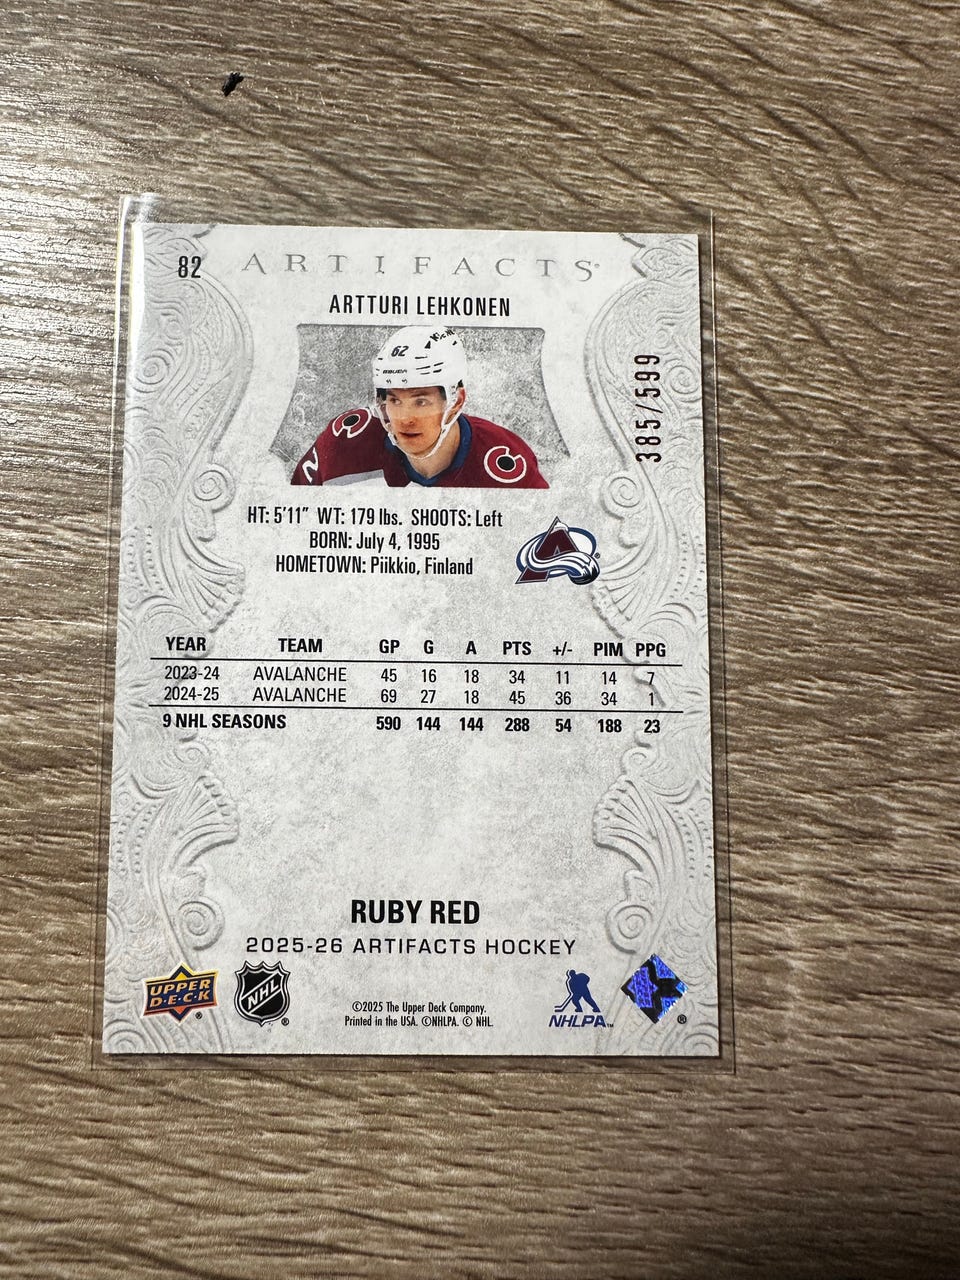 82
ARTIFACTS
ARTTURI LEHKONEN
62
BAUER
385/599
HT: 5'11" WT: 179 lbs. SHOOTS: Left
BORN: July 4, 1995
HOMETOWN: Piikkio, Finland
YEAR TEAM GP G A PTS +/- PIM PPG
2023-24 AVALANCHE 45 16 18 34 11 14 7
2024-25 AVALANCHE 69 27 18 45 36 34 1
9 NHL SEASONS 590 144 144 288 54 188 23
RUBY RED
2025-26 ARTIFACTS HOCKEY
UPPER
D·E·C·K ®
NHL ®
©2025 The Upper Deck Company.
Printed in the USA. ©NHLPA. © NHL.
NHLPA™
®